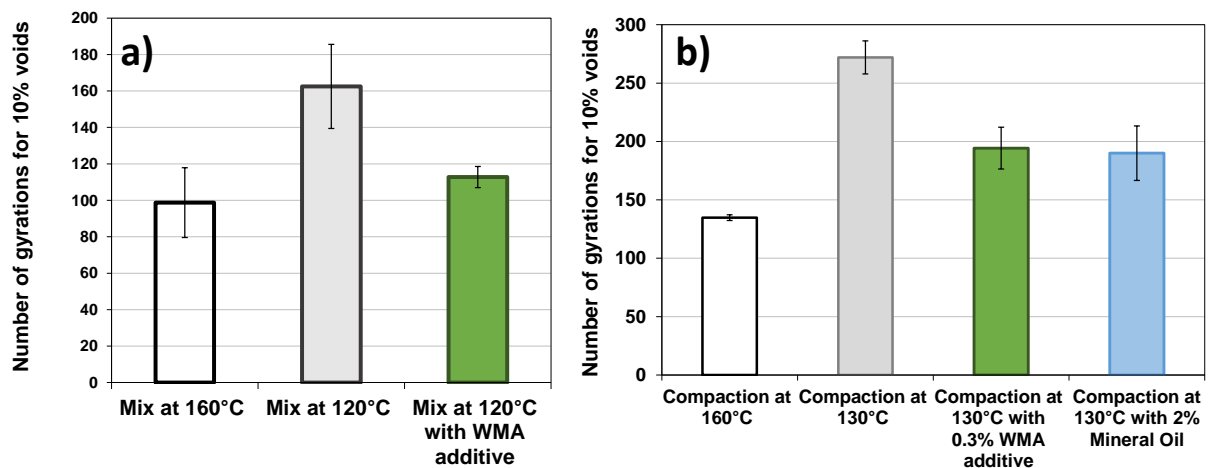 a)
Number of gyrations for 10% voids
200
180
160
140
120
100
80
60
40
20
0
Mix at 160°C
Mix at 120°C
Mix at 120°C
with WMA
additive
b)
Number of gyrations for 10% voids
300
250
200
150
100
50
0
Compaction at
160°C
Compaction at
130°C
Compaction at
130°C with
0.3% WMA
additive
Compaction at
130°C with 2%
Mineral Oil